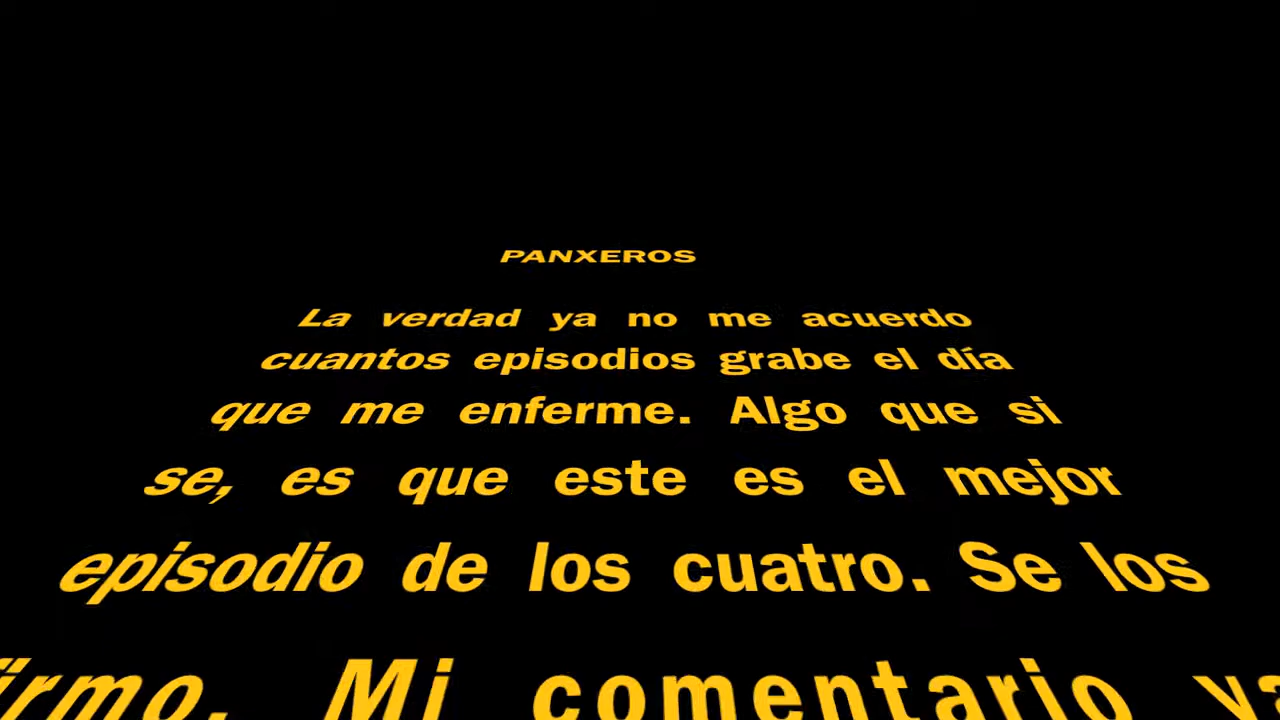 PANXEROS
La verdad ya no me acuerdo
cuantos episodios grabe el día
que me enferme. Algo que si
se, es que este es el mejor
episodio de los cuatro. Se los
Mi comentario